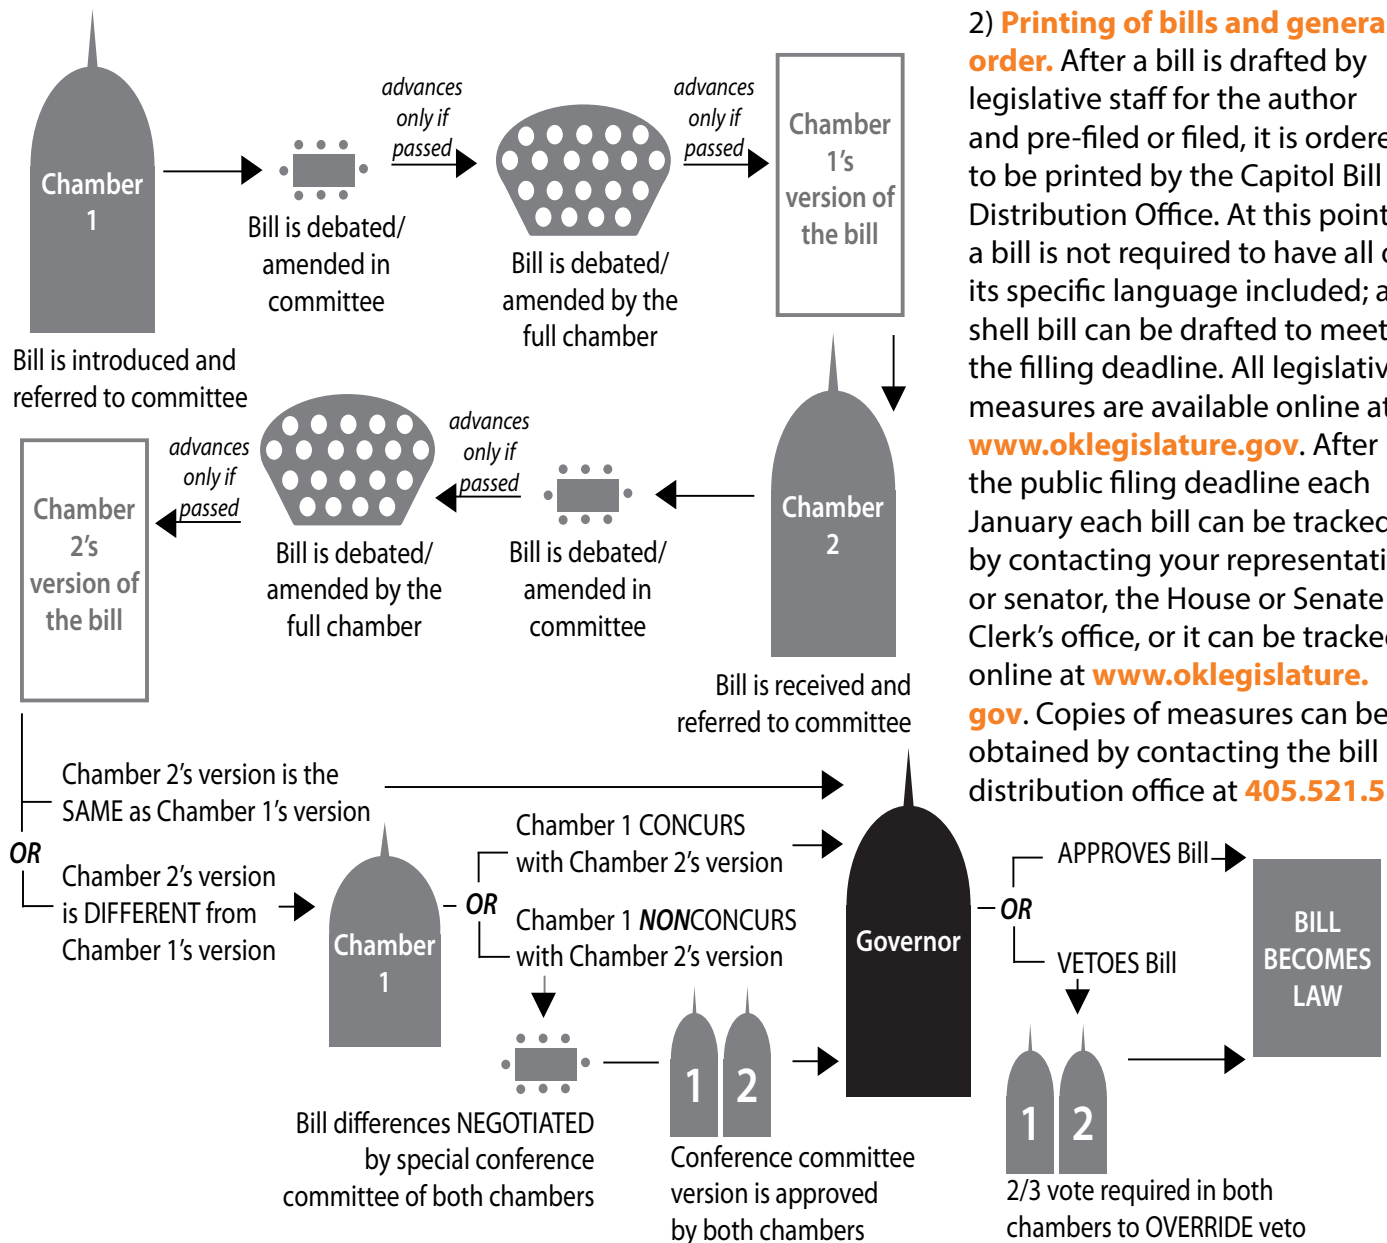 Chamber
1
Bill is introduced and
referred to committee
Bill is debated/
amended in
committee
advances
only if
passed
Bill is debated/
amended by the
full chamber
advances
only if
passed
Chamber
1's
version of
the bill
Chamber
2
Bill is received and
referred to committee
Bill is debated/
amended in
committee
advances
only if
passed
Bill is debated/
amended by the
full chamber
advances
only if
passed
Chamber
2's
version of
the bill
Chamber 2's version is the
SAME as Chamber 1's version
OR
Chamber 2's version
is DIFFERENT from
Chamber 1's version
Chamber
1
OR
Chamber 1 CONCURS
with Chamber 2's version
Chamber 1 NONCONCURS
with Chamber 2's version
Bill differences NEGOTIATED
by special conference
committee of both chambers
1 2
Conference committee
version is approved
by both chambers
Governor
OR
APPROVES Bill
VETOES Bill
1 2
2/3 vote required in both
chambers to OVERRIDE veto
BILL
BECOMES
LAW
2) Printing of bills and genera
order. After a bill is drafted by
legislative staff for the author
and pre-filed or filed, it is ordere
to be printed by the Capitol Bill
Distribution Office. At this point
a bill is not required to have all o
its specific language included; a
shell bill can be drafted to meet
the filling deadline. All legislativ
measures are available online at
www.oklegislature.gov. After
the public filing deadline each
January each bill can be tracked
by contacting your representati
or senator, the House or Senate
Clerk’s office, or it can be tracke
online at www.oklegislature.
gov. Copies of measures can be
obtained by contacting the bill
distribution office at 405.521.5